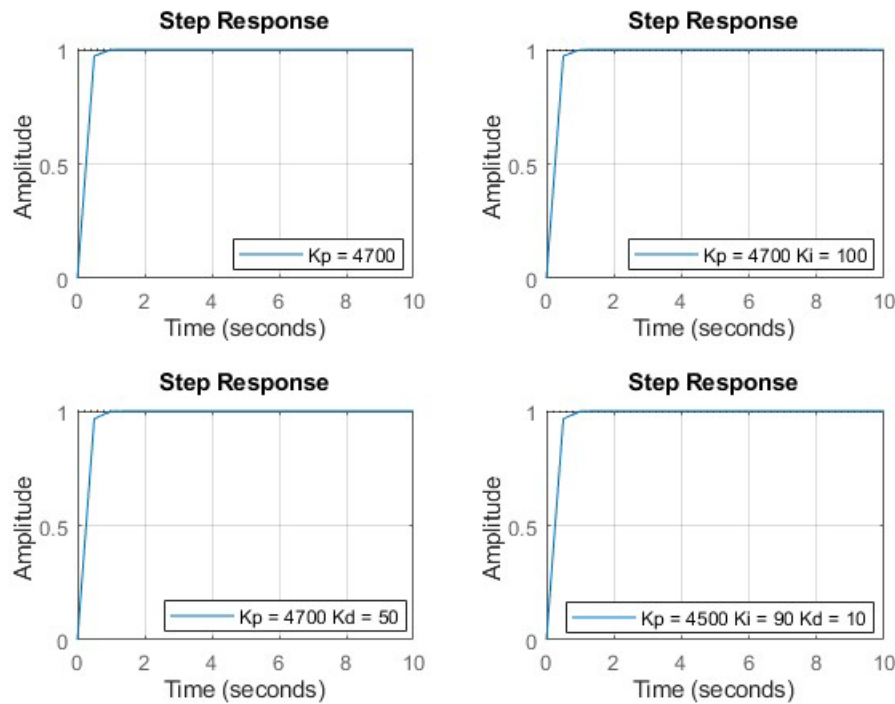 Step Response
Amplitude
1
0.5
0
Kp = 4700
0
2
4
6
8
10
Time (seconds)
Step Response
Amplitude
1
0.5
0
Kp = 4700 Ki = 100
0
2
4
6
8
10
Time (seconds)
Step Response
Amplitude
1
0.5
0
Kp = 4700 Kd = 50
0
2
4
6
8
10
Time (seconds)
Step Response
Amplitude
1
0.5
0
Kp = 4500 Ki = 90 Kd = 10
0
2
4
6
8
10
Time (seconds)